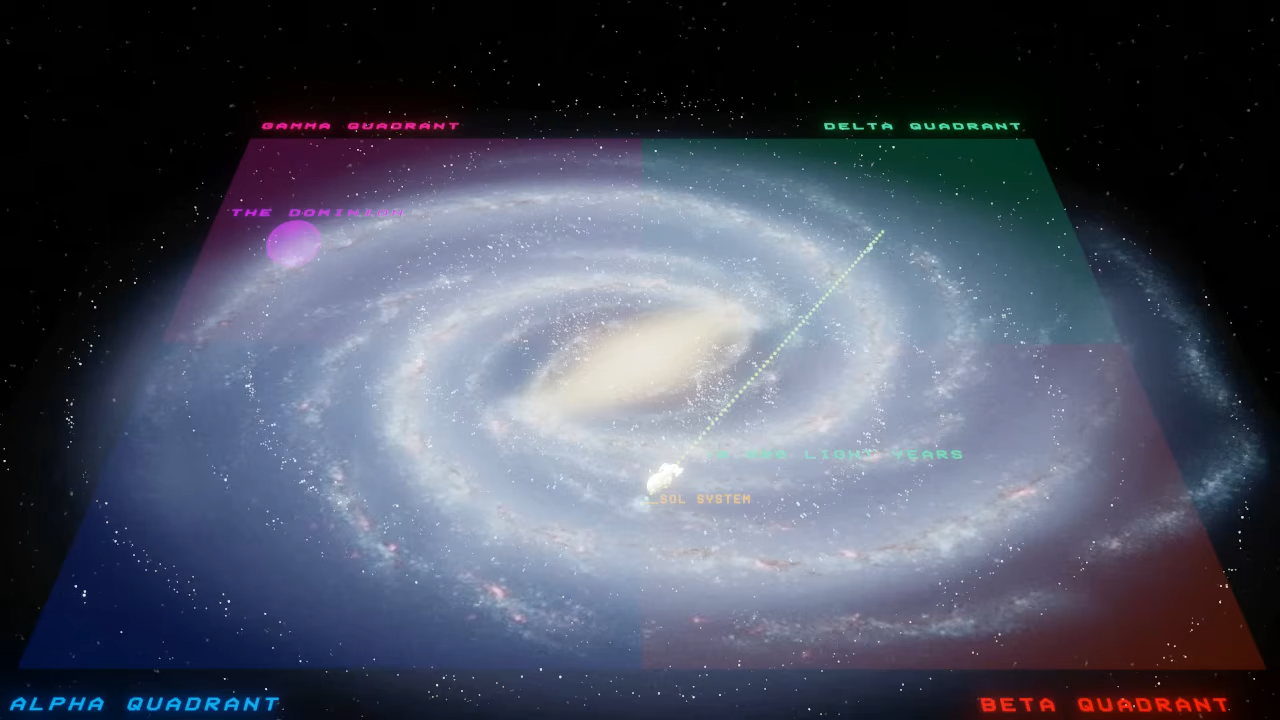 GAMMA QUADRANT
DELTA QUADRANT
THE DOMINION
LIGHT YEARS
SOL SYSTEM
ALPHA QUADRANT
BETA QUADRANT